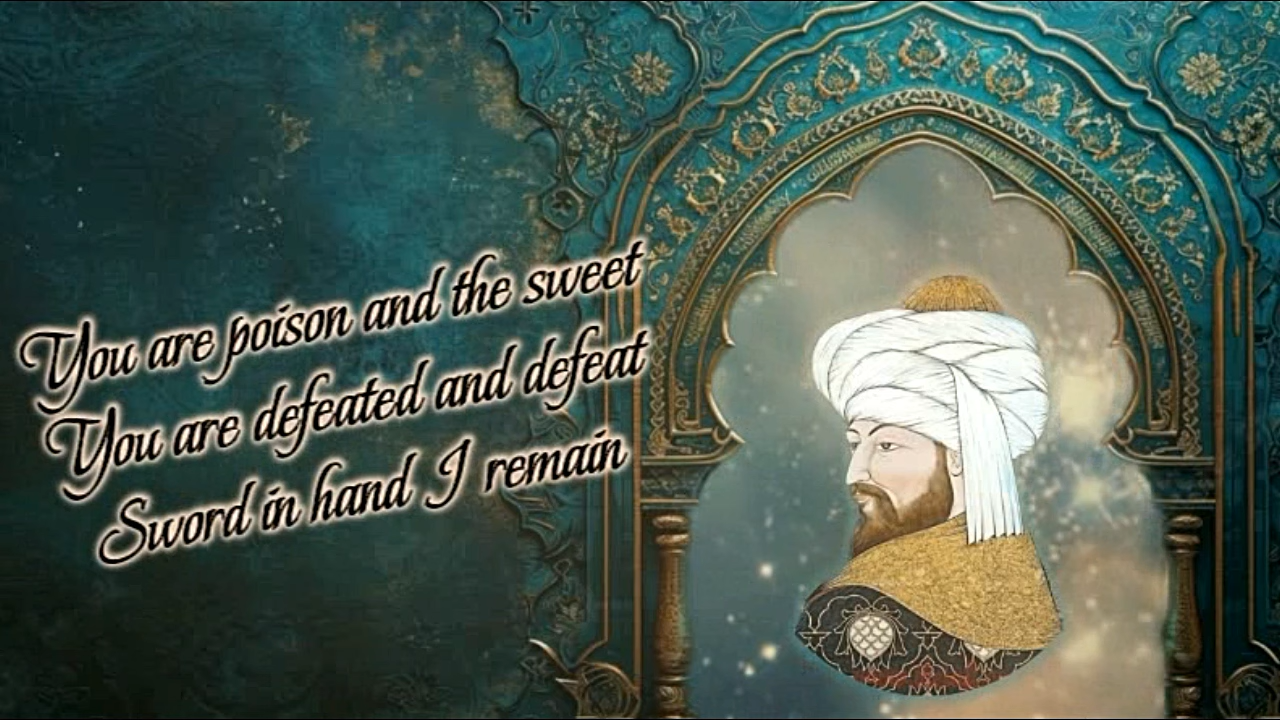 You are poison and the sweet
You are defeated and defeat
Sword in hand I remain